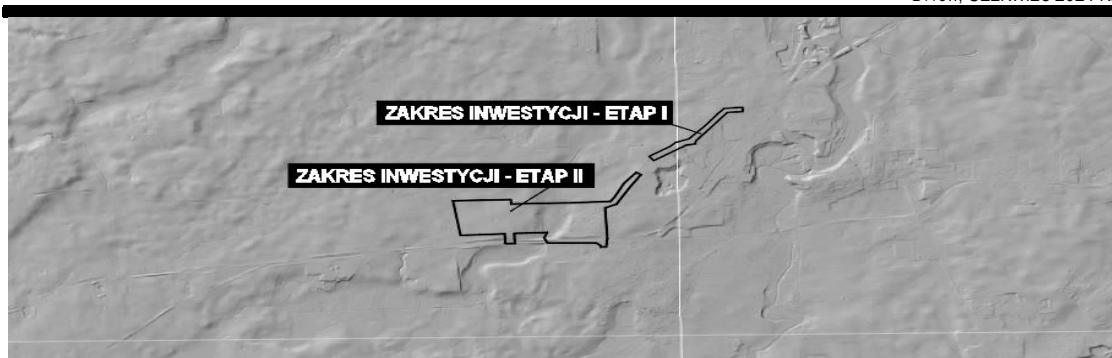 ZAKRES INWESTYCJI - ETAP I
ZAKRES INWESTYCJI - ETAP II